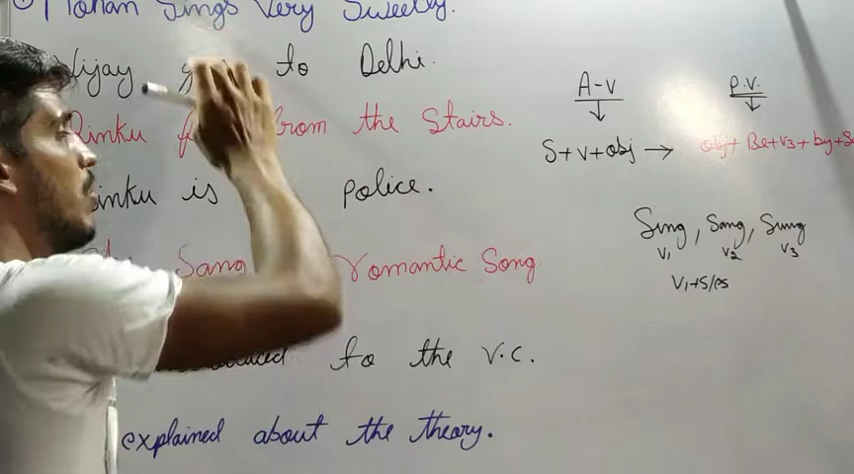 Mohan Sings Very Sweetly.
Vijay to Delhi.
Rinku from the Stairs.
inku is police.
Sang Romantic Song
to the V.C.
explained about the theory.
A-V
S+V+obj →
P.V.
obj+ Be+V3+by+S
Sing, Sang, Sung
V1 V2 V3
V1+S/es